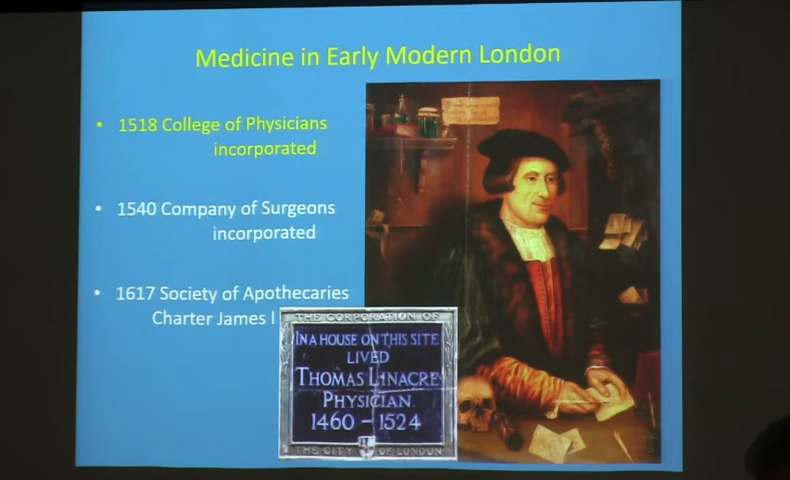 Medicine in Early Modern London
• 1518 College of Physicians
incorporated
• 1540 Company of Surgeons
incorporated
• 1617 Society of Apothecaries
Charter James I
THE CORPORATION OF
IN A HOUSE ON THIS SITE
LIVED
THOMAS LINACRE
PHYSICIAN
1460 – 1524
THE CITY OF LONDON